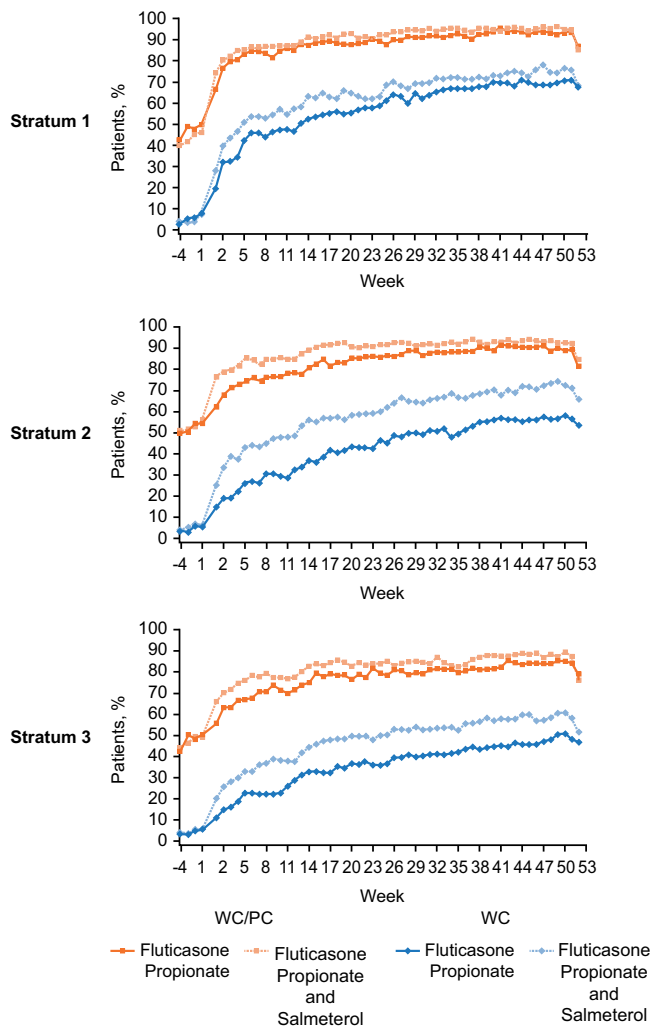 Stratum 1
Patients, %
100
90
80
70
60
50
40
30
20
10
0
-4 1 2 5 8 11 14 17 20 23 26 29 32 35 38 41 44 47 50 53
Week
Stratum 2
Patients, %
100
90
80
70
60
50
40
30
20
10
0
-4 1 2 5 8 11 14 17 20 23 26 29 32 35 38 41 44 47 50 53
Week
Stratum 3
Patients, %
100
90
80
70
60
50
40
30
20
10
0
-4 1 2 5 8 11 14 17 20 23 26 29 32 35 38 41 44 47 50 53
Week
WC/PC WC
Fluticasone
Propionate
Fluticasone
Propionate
and
Salmeterol
Fluticasone
Propionate
Fluticasone
Propionate
and
Salmeterol